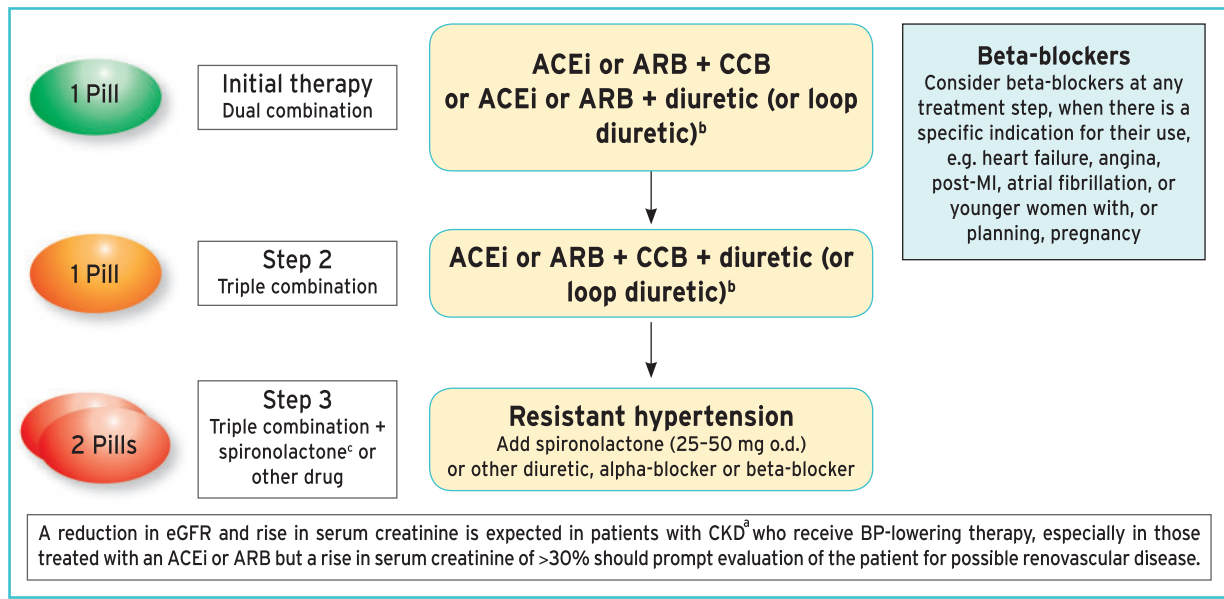 1 Pill
Initial therapy
Dual combination
ACEi or ARB + CCB
or ACEi or ARB + diuretic (or loop
diuretic)ᵇ
Beta-blockers
Consider beta-blockers at any
treatment step, when there is a
specific indication for their use,
e.g. heart failure, angina,
post-MI, atrial fibrillation, or
younger women with, or
planning, pregnancy
1 Pill
Step 2
Triple combination
ACEi or ARB + CCB + diuretic (or
loop diuretic)ᵇ
2 Pills
Step 3
Triple combination +
spironolactoneᶜ or
other drug
Resistant hypertension
Add spironolactone (25–50 mg o.d.)
or other diuretic, alpha-blocker or beta-blocker
A reduction in eGFR and rise in serum creatinine is expected in patients with CKDᵃ who receive BP-lowering therapy, especially in those
treated with an ACEi or ARB but a rise in serum creatinine of >30% should prompt evaluation of the patient for possible renovascular disease.